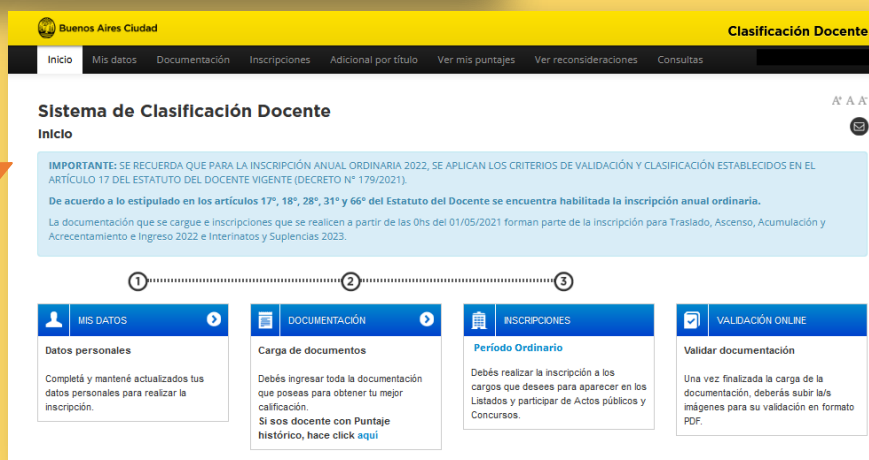 Buenos Aires Ciudad
Clasificación Docente
Inicio Mis datos Documentación Inscripciones Adicional por título Ver mis puntajes Ver reconsideraciones Consultas
A+ A A-
Sistema de Clasificación Docente
Inicio
IMPORTANTE: SE RECUERDA QUE PARA LA INSCRIPCIÓN ANUAL ORDINARIA 2022, SE APLICAN LOS CRITERIOS DE VALIDACIÓN Y CLASIFICACIÓN ESTABLECIDOS EN EL
ARTÍCULO 17 DEL ESTATUTO DEL DOCENTE VIGENTE (DECRETO N° 179/2021).
De acuerdo a lo estipulado en los artículos 17º, 18º, 28º, 31º y 66º del Estatuto del Docente se encuentra habilitada la inscripción anual ordinaria.
La documentación que se cargue e inscripciones que se realicen a partir de las 0hs del 01/05/2021 forman parte de la inscripción para Traslado, Ascenso, Acumulación y
Acrecentamiento e Ingreso 2022 e Interinatos y Suplencias 2023.
1 2 3
MIS DATOS
Datos personales
Completá y mantené actualizados tus
datos personales para realizar la
inscripción.
DOCUMENTACIÓN
Carga de documentos
Debés ingresar toda la documentación
que poseas para obtener tu mejor
calificación.
Si sos docente con Puntaje
histórico, hace click aquí
INSCRIPCIONES
Período Ordinario
Debés realizar la inscripción a los
cargos que desees para aparecer en los
Listados y participar de Actos públicos y
Concursos.
VALIDACIÓN ONLINE
Validar documentación
Una vez finalizada la carga de la
documentación, deberás subir la/s
imágenes para su validación en formato
PDF.